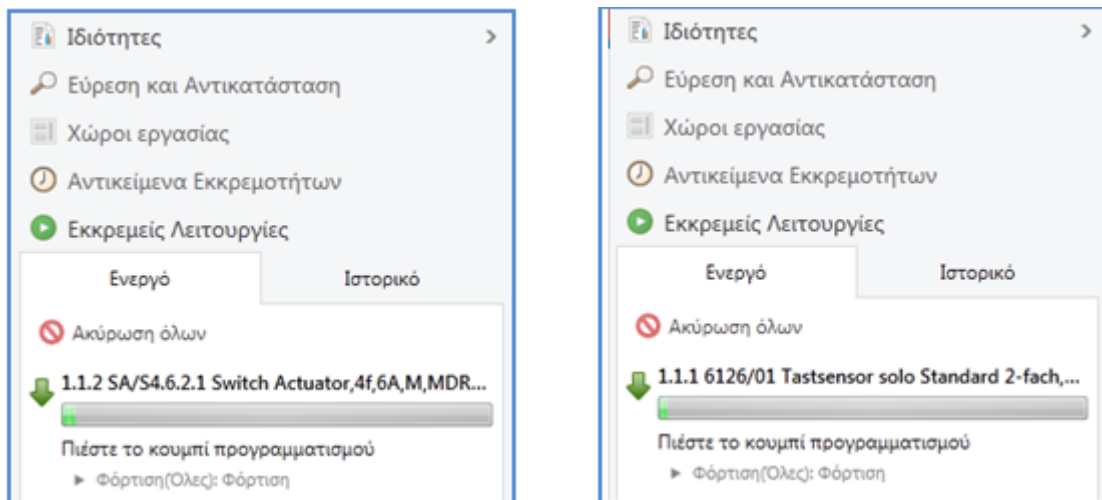 Ιδιότητες
Εύρεση και Αντικατάσταση
Χώροι εργασίας
Αντικείμενα Εκκρεμοτήτων
Εκκρεμείς Λειτουργίες
Ενεργό Ιστορικό
Ακύρωση όλων
1.1.2 SA/S4.6.2.1 Switch Actuator,4f,6A,M,MDR...
Πιέστε το κουμπί προγραμματισμού
Φόρτιση(Όλες): Φόρτιση
Ιδιότητες
Εύρεση και Αντικατάσταση
Χώροι εργασίας
Αντικείμενα Εκκρεμοτήτων
Εκκρεμείς Λειτουργίες
Ενεργό Ιστορικό
Ακύρωση όλων
1.1.1 6126/01 Tastsensor solo Standard 2-fach,...
Πιέστε το κουμπί προγραμματισμού
Φόρτιση(Όλες): Φόρτιση